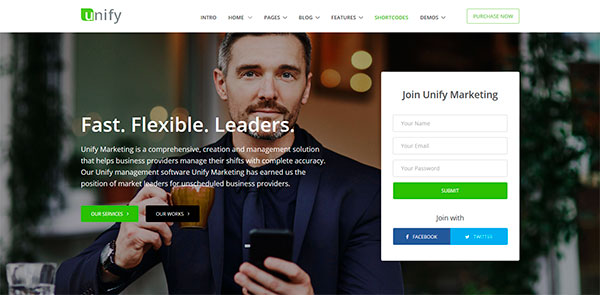 unify
INTRO HOME PAGES BLOG FEATURES SHORTCODES DEMOS PURCHASE NOW
Fast. Flexible. Leaders.
Unify Marketing is a comprehensive, creation and management solution
that helps business providers manage their shifts with complete accuracy.
Our Unify management software Unify Marketing has earned us the
position of market leaders for unscheduled business providers.
OUR SERVICES
OUR WORKS
Join Unify Marketing
Your Name
Your Email
Your Password
SUBMIT
Join with
FACEBOOK TWITTER